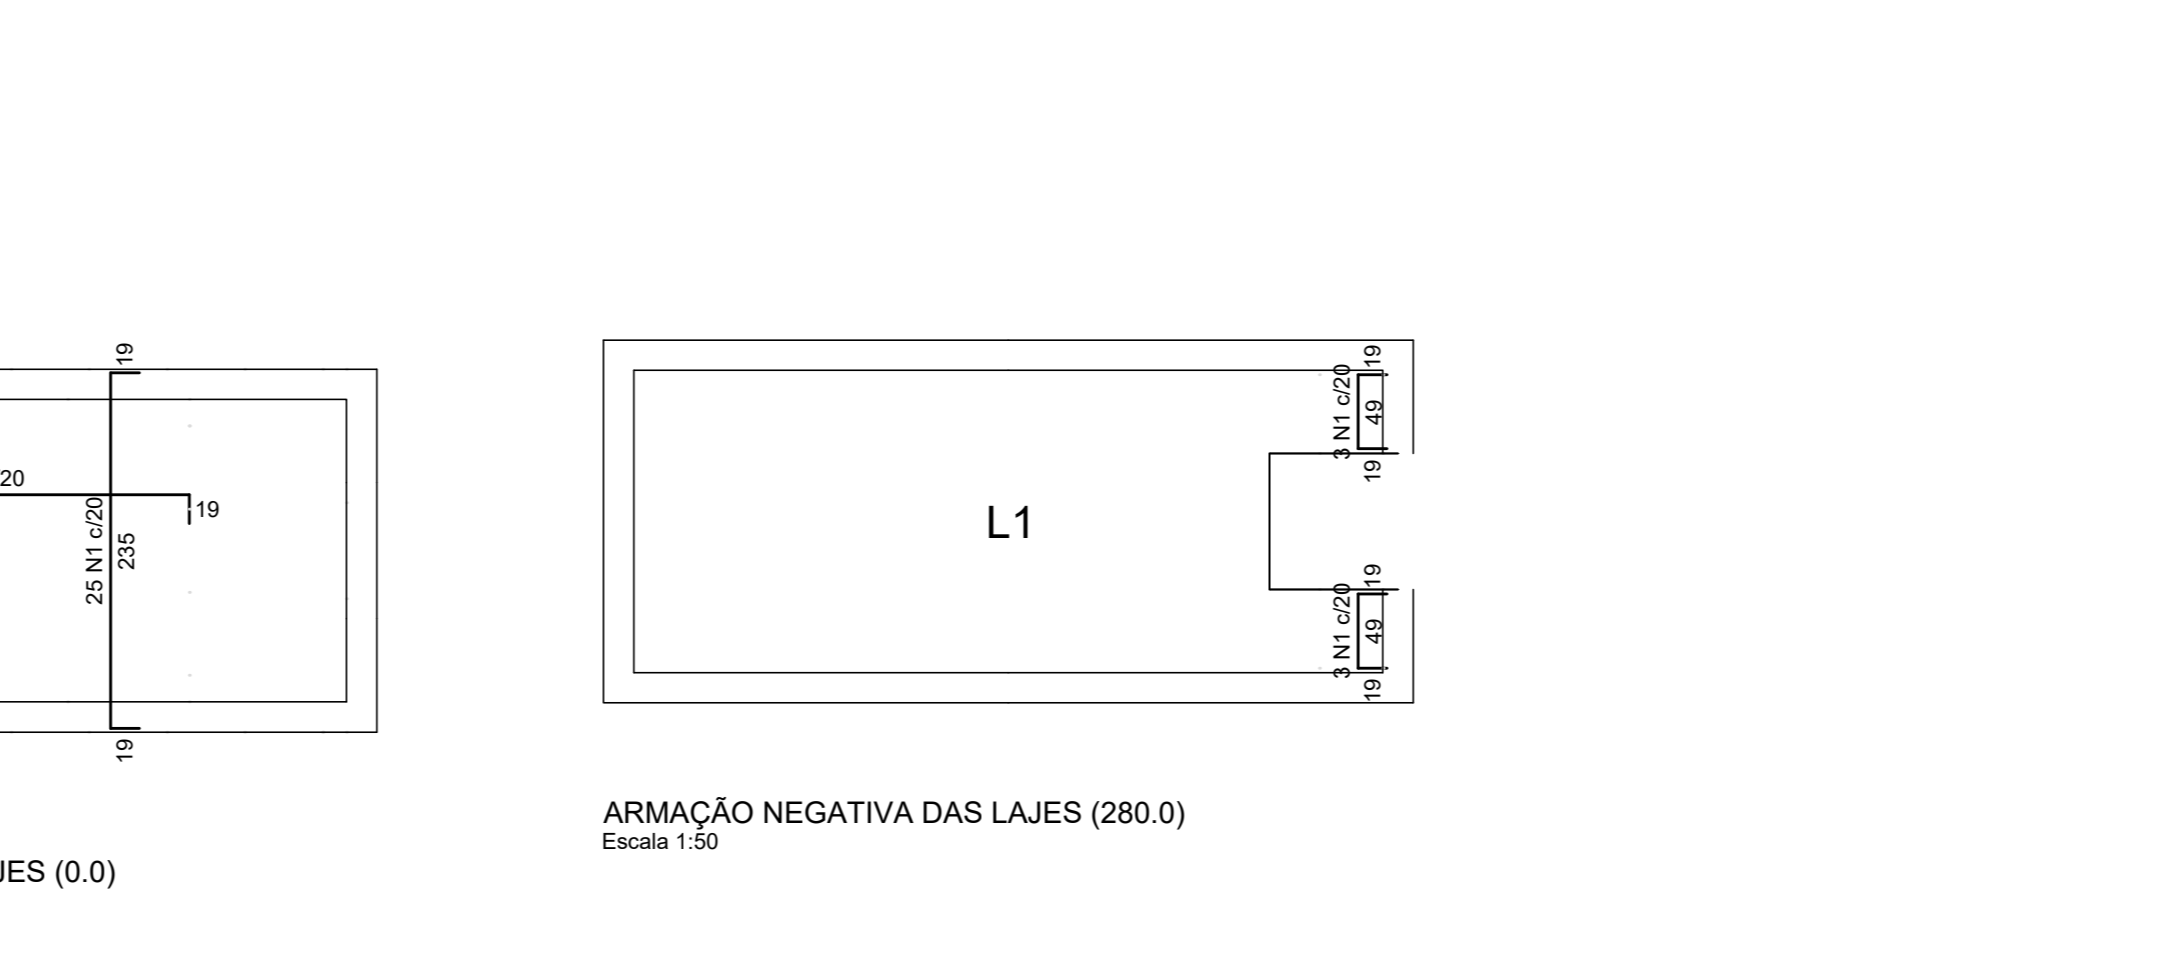 19
20
19
25 N1 c/20
235
19
JES (0.0)
19
3 N1 c/20
49
19
L1
19
3 N1 c/20
49
19
ARMAÇÃO NEGATIVA DAS LAJES (280.0)
Escala 1:50